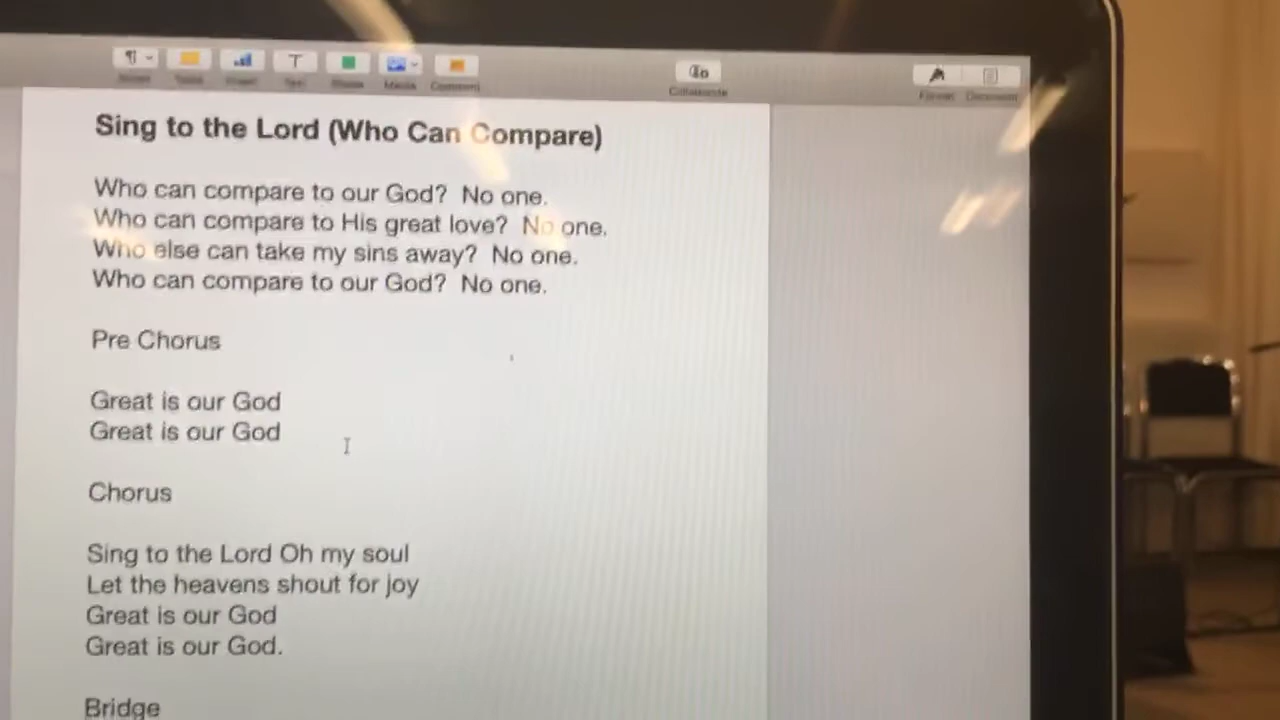 Collaborate
Comment
Sing to the Lord (Who Can Compare)
Who can compare to our God? No one.
Who can compare to His great love? No one.
Who else can take my sins away? No one.
Who can compare to our God? No one.
Pre Chorus
Great is our God
Great is our God
Chorus
Sing to the Lord Oh my soul
Let the heavens shout for joy
Great is our God
Great is our God.
Bridge